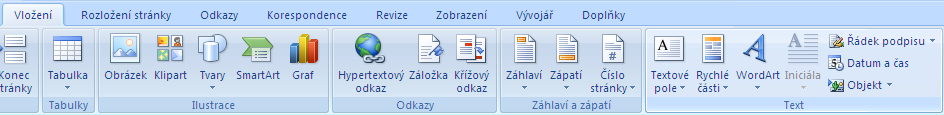 Vložení Rozložení stránky Odkazy Korespondence Revize Zobrazení Vývojář Doplňky
Konec stránky
Tabulka
Obrázek Klipart Tvary SmartArt Graf
Hypertextový odkaz
Záložka
Křížový odkaz
Záhlaví
Zápatí
Číslo stránky
Textové pole
Rychlé části
WordArt
Iniciála
Řádek podpisu
Datum a čas
Objekt
Tabulky Ilustrace Odkazy Záhlaví a zápatí Text